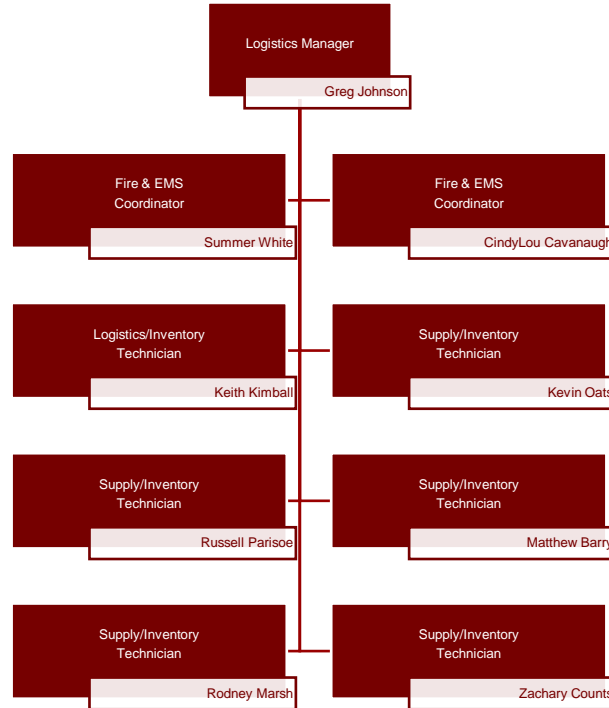 Logistics Manager
Greg Johnson
Fire & EMS
Coordinator
Summer White
Fire & EMS
Coordinator
CindyLou Cavanaugh
Logistics/Inventory
Technician
Keith Kimball
Supply/Inventory
Technician
Kevin Oats
Supply/Inventory
Technician
Russell Parisoe
Supply/Inventory
Technician
Matthew Barry
Supply/Inventory
Technician
Rodney Marsh
Supply/Inventory
Technician
Zachary Counts